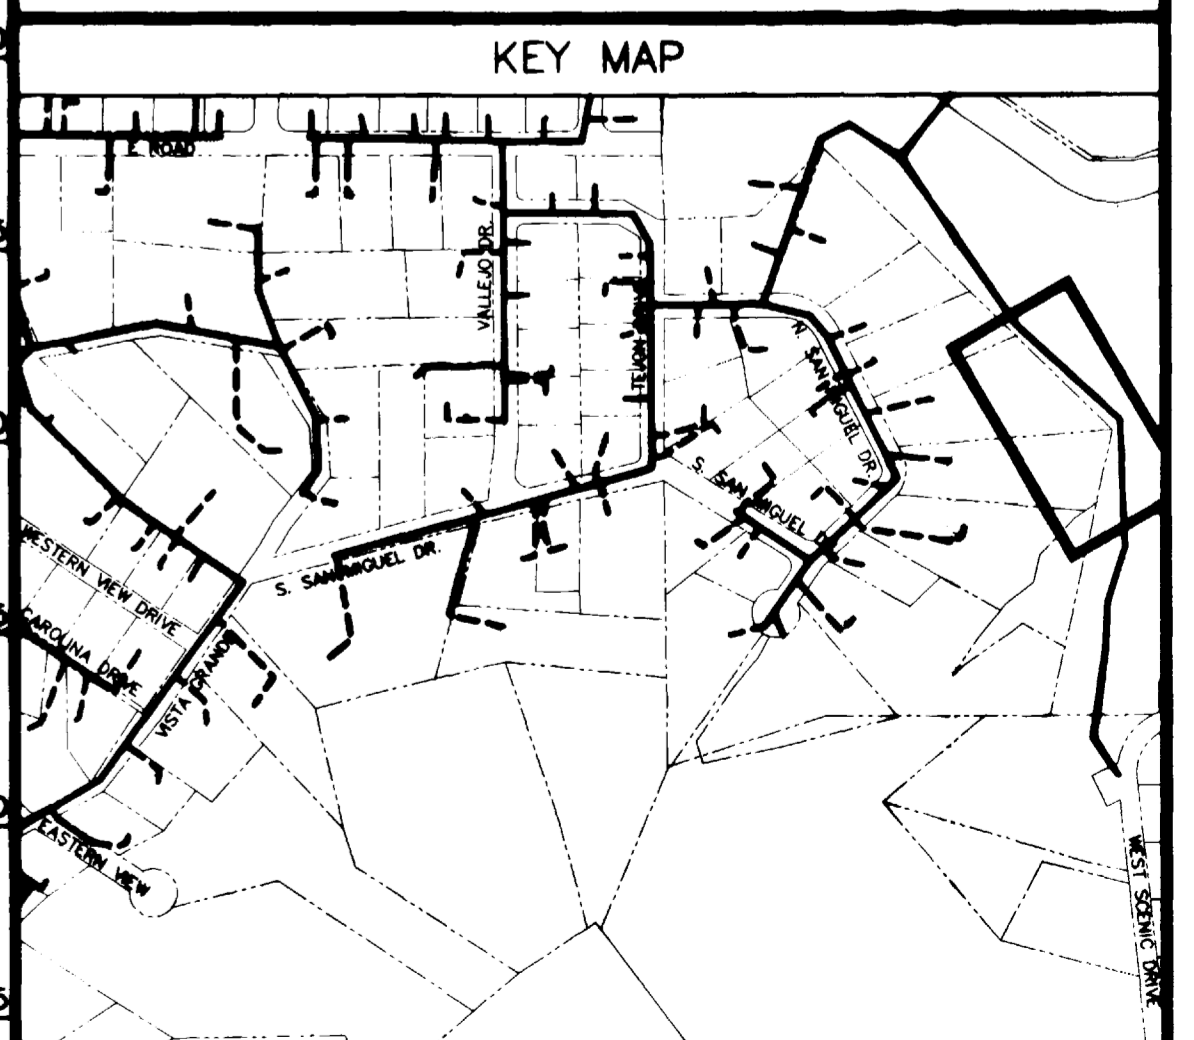 KEY MAP
E ROAD
VALLEJO DR.
TEJON DRIVE
N. SAN MIGUEL DR.
S. SAN MIGUEL DR.
S. SAN MIGUEL DR.
WESTERN VIEW DRIVE
CAROLINA DRIVE
VISTA GRANDE
EASTERN VIEW
WEST SCENIC DRIVE